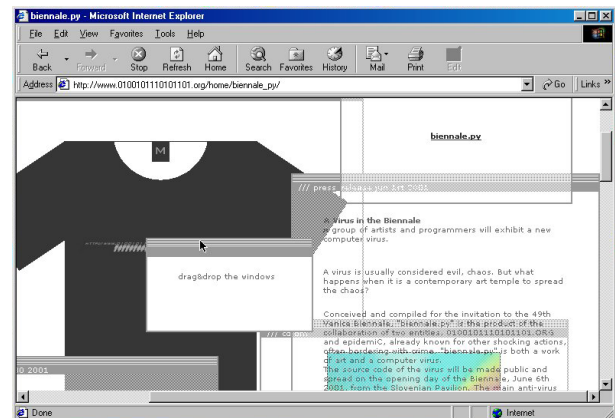 biennale.py - Microsoft Internet Explorer
File Edit View Favorites Tools Help
Back Forward Stop Refresh Home Search Favorites History Mail Print Edit
Address http://www.0100101110101101.org/home/biennale_py/ Go Links »
M
biennale.py
/// press release jun 1st 2001
A Virus in the Biennale
A group of artists and programmers will exhibit a new
computer virus.
drag&drop the windows
A virus is usually considered evil, chaos. But what
happens when it is a contemporary art temple to spread
the chaos?
Conceived and compiled for the invitation to the 49th
Venice Biennale, "biennale.py" is the product of the
collaboration of two entities, 0100101110101101.ORG
and epidemiC, already known for other shocking actions,
often bordering with crime. "biennale.py" is both a work
of art and a computer virus.
The source code of the virus will be made public and
spread on the opening day of the Biennale, June 6th
2001, from the Slovenian Pavilion. The main anti-virus
2001
Done Internet